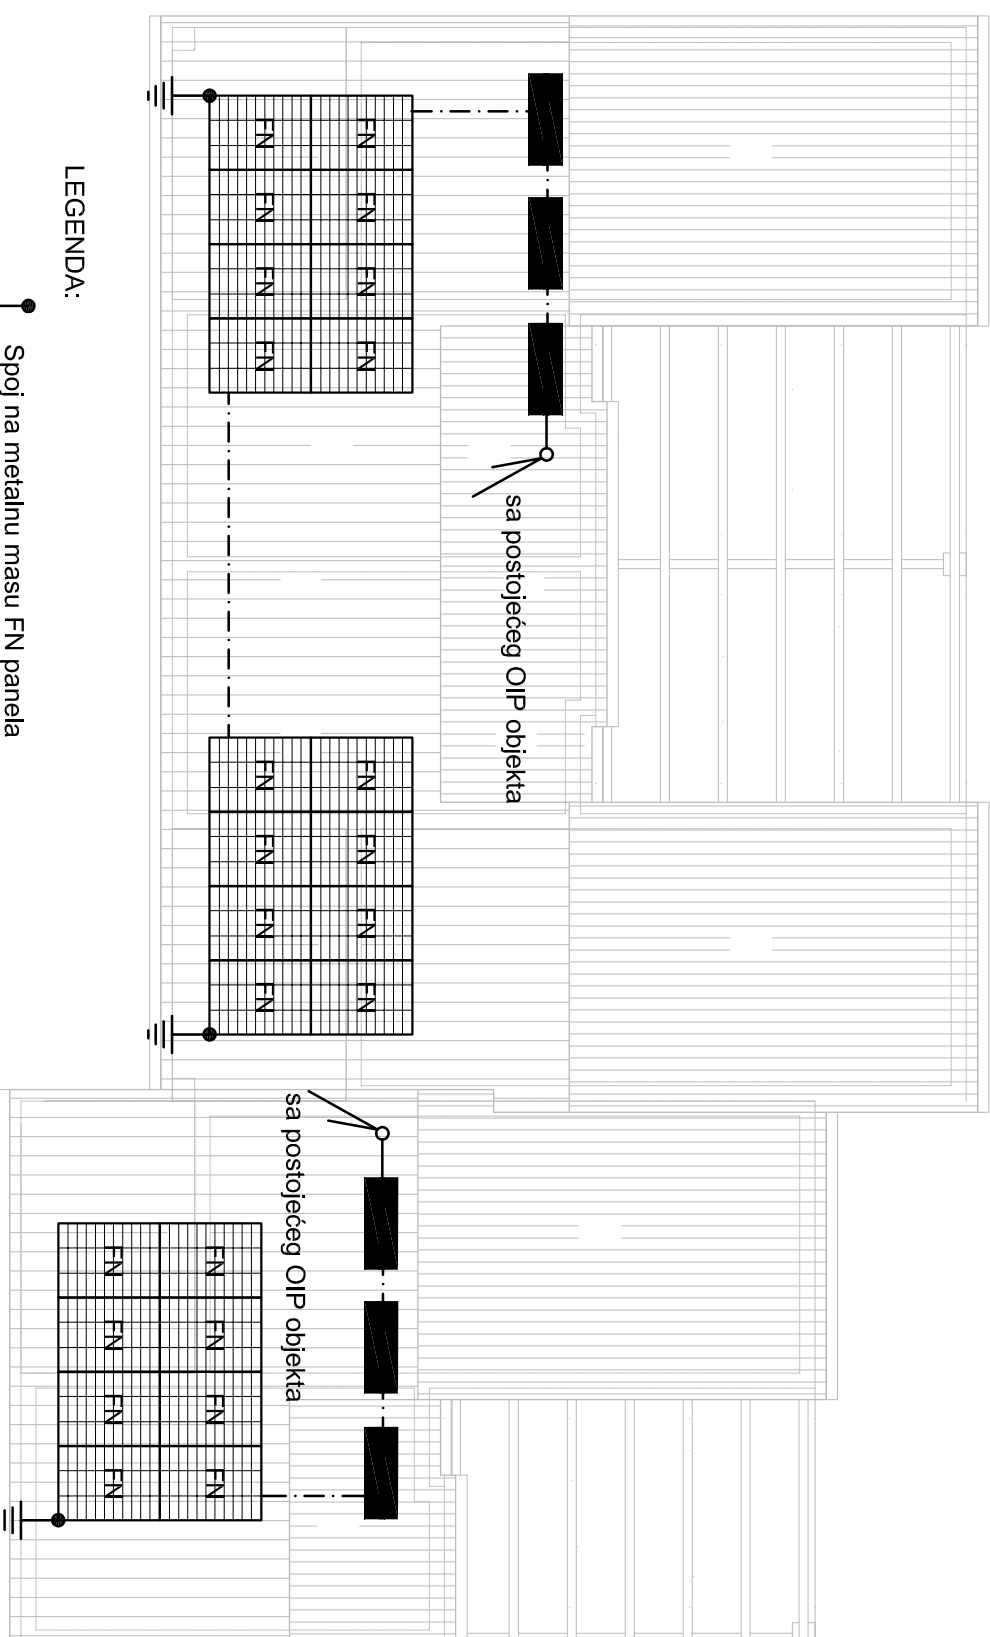 sa postojećeg OIP objekta
FN FN FN FN FN FN FN FN
sa postojećeg OIP objekta
FN FN FN FN FN FN FN FN
FN FN FN FN
FN FN FN FN
LEGENDA:
Spoj na metalnu masu FN panela